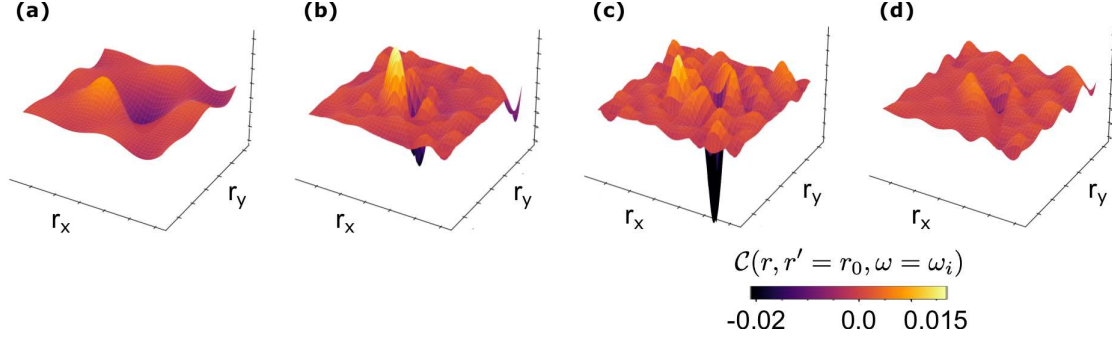 (a) (b) (c) (d)
r_x r_y r_x r_y r_x r_y r_x r_y
𝒞(r, r′ = r_0, ω = ω_i)
-0.02 0.0 0.015